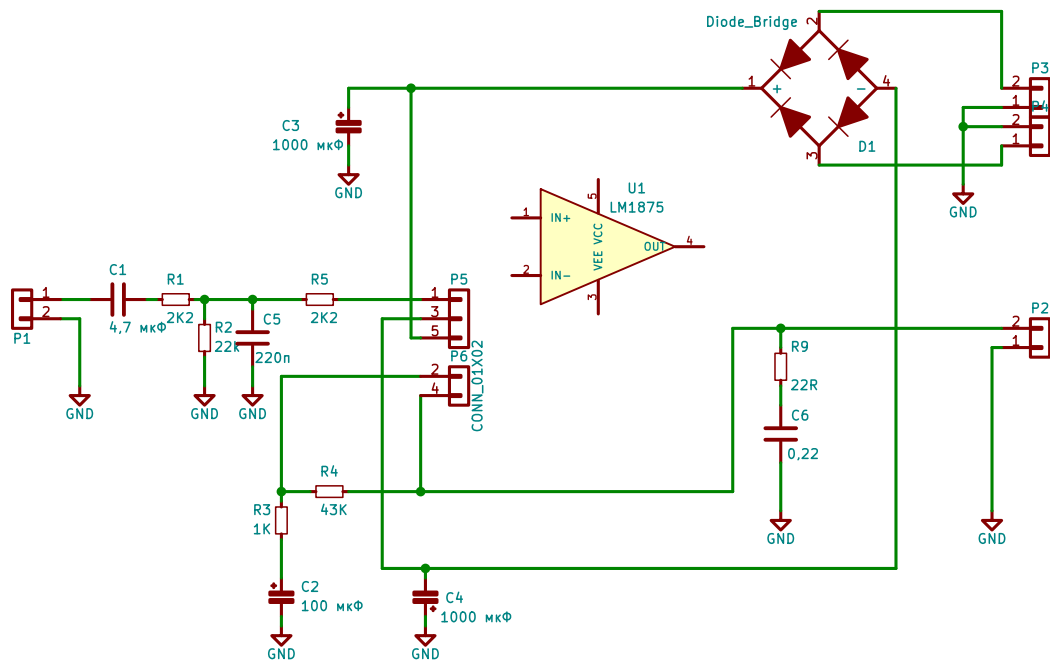 Diode_Bridge
2
1
+
−
4
3
D1
P3
2
1
P4
2
1
GND
C3
1000 мкФ
GND
U1
LM1875
1
IN+
2
IN-
5
VEE VCC
3
OUT
4
P1
1
2
GND
C1
4,7 мкФ
R1
2K2
R2
22k
GND
C5
220n
GND
R5
2K2
P5
1
3
5
P6
2
4
CONN_01X02
R4
43K
R3
1K
C2
100 мкФ
GND
C4
1000 мкФ
GND
R9
22R
C6
0,22
GND
P2
2
1
GND